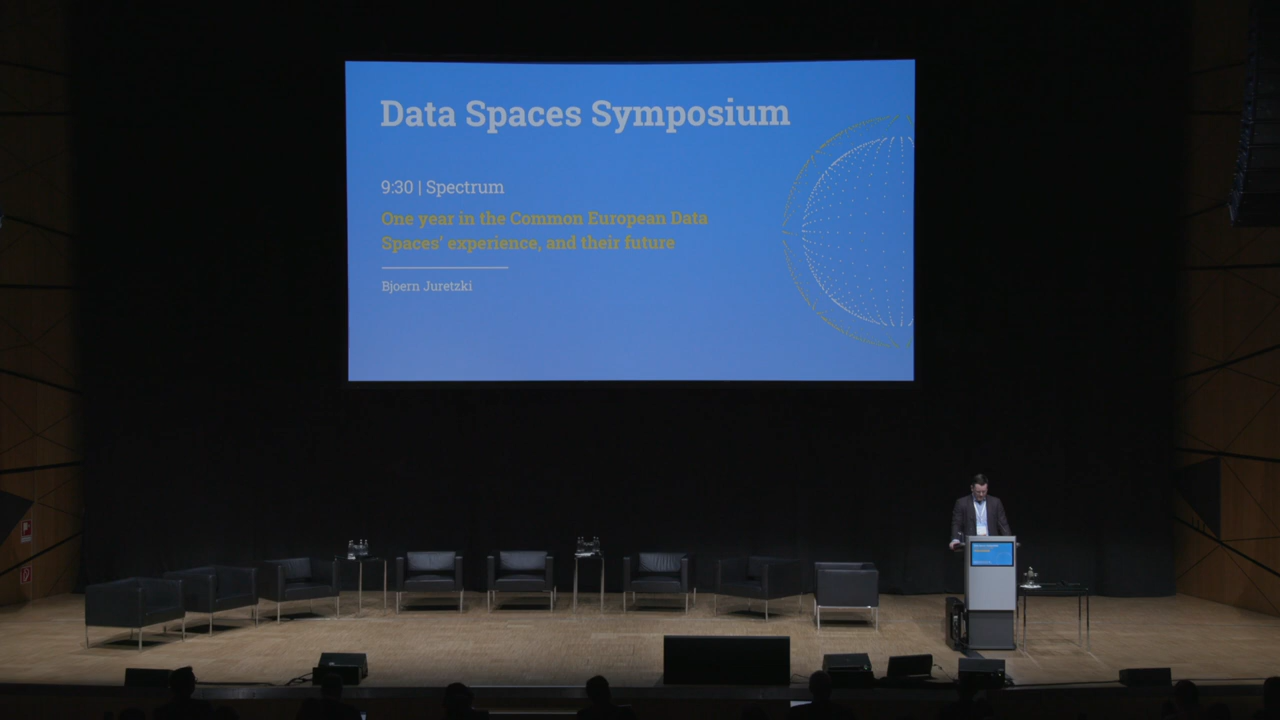 Data Spaces Symposium
9:30 | Spectrum
One year in the Common European Data
Spaces' experience, and their future
Bjoern Juretzki